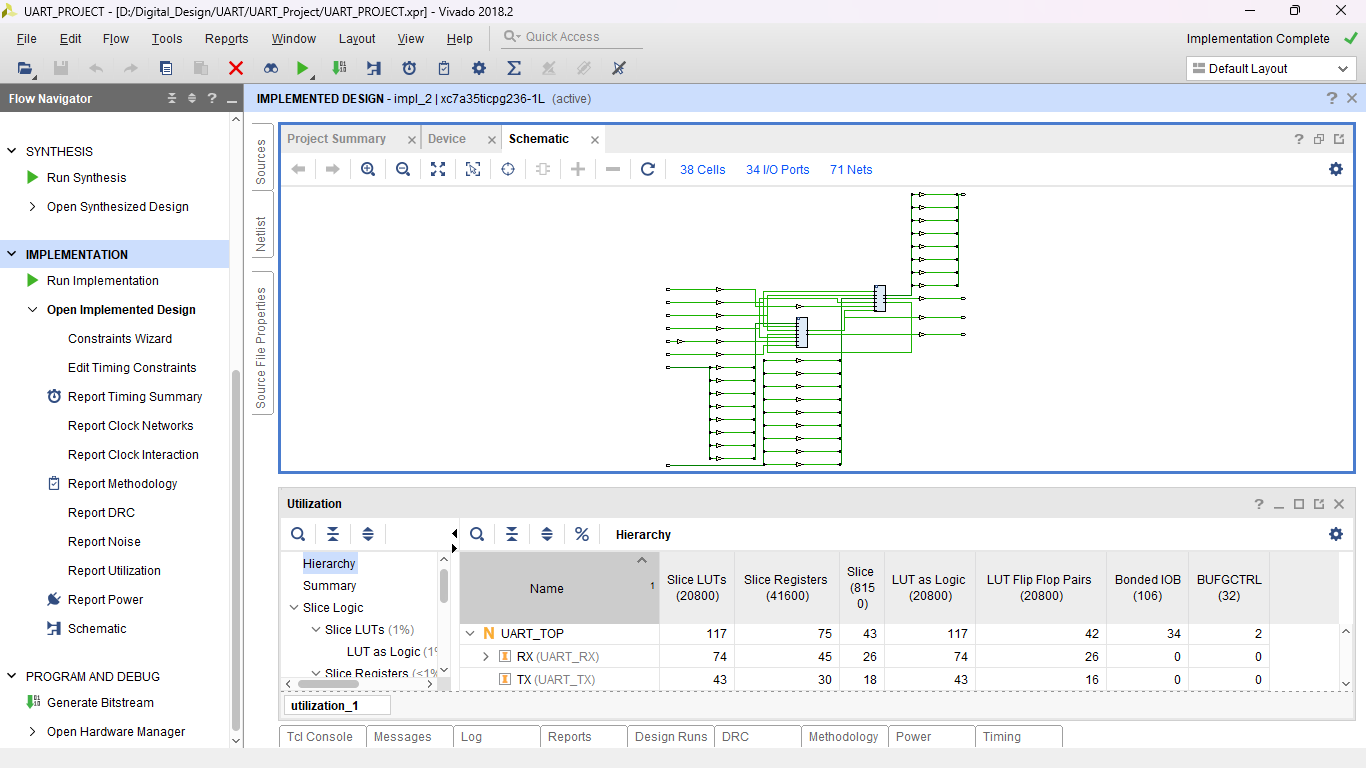 UART_PROJECT - [D:/Digital_Design/UART/UART_Project/UART_PROJECT.xpr] - Vivado 2018.2
File Edit Flow Tools Reports Window Layout View Help Quick Access
Implementation Complete
Default Layout
Flow Navigator
SYNTHESIS
Run Synthesis
Open Synthesized Design
IMPLEMENTATION
Run Implementation
Open Implemented Design
Constraints Wizard
Edit Timing Constraints
Report Timing Summary
Report Clock Networks
Report Clock Interaction
Report Methodology
Report DRC
Report Noise
Report Utilization
Report Power
Schematic
PROGRAM AND DEBUG
Generate Bitstream
Open Hardware Manager
IMPLEMENTED DESIGN - impl_2 | xc7a35ticpg236-1L (active)
Sources
Netlist
Source File Properties
Project Summary Device Schematic
38 Cells 34 I/O Ports 71 Nets
Utilization
Hierarchy
Hierarchy
Summary
Slice Logic
Slice LUTs (1%)
LUT as Logic (1%
Slice Registers (<1%
Name 1 Slice LUTs (20800) Slice Registers (41600) Slice (8150) LUT as Logic (20800) LUT Flip Flop Pairs (20800) Bonded IOB (106) BUFGCTRL (32)
N UART_TOP 117 75 43 117 42 34 2
I RX (UART_RX) 74 45 26 74 26 0 0
I TX (UART_TX) 43 30 18 43 16 0 0
utilization_1
Tcl Console Messages Log Reports Design Runs DRC Methodology Power Timing